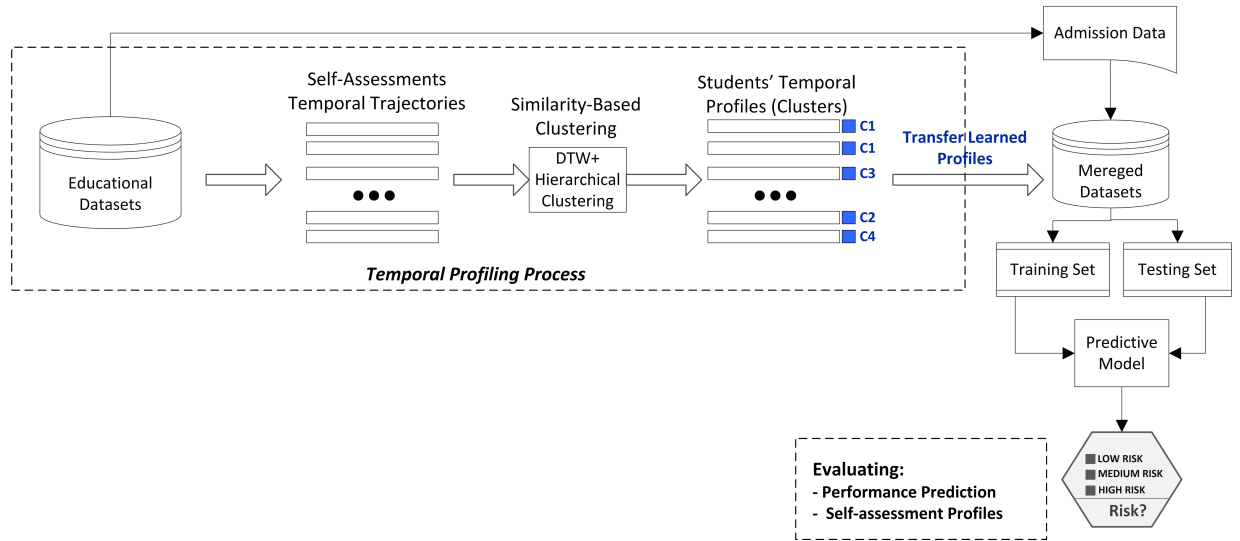 Admission Data
Self-Assessments
Temporal Trajectories
Similarity-Based
Clustering
Students' Temporal
Profiles (Clusters)
Educational
Datasets
DTW+
Hierarchical
Clustering
C1
C1
C3
C2
C4
Transfer Learned
Profiles
Mereged
Datasets
Temporal Profiling Process
Training Set
Testing Set
Predictive
Model
LOW RISK
MEDIUM RISK
HIGH RISK
Risk?
Evaluating:
- Performance Prediction
- Self-assessment Profiles